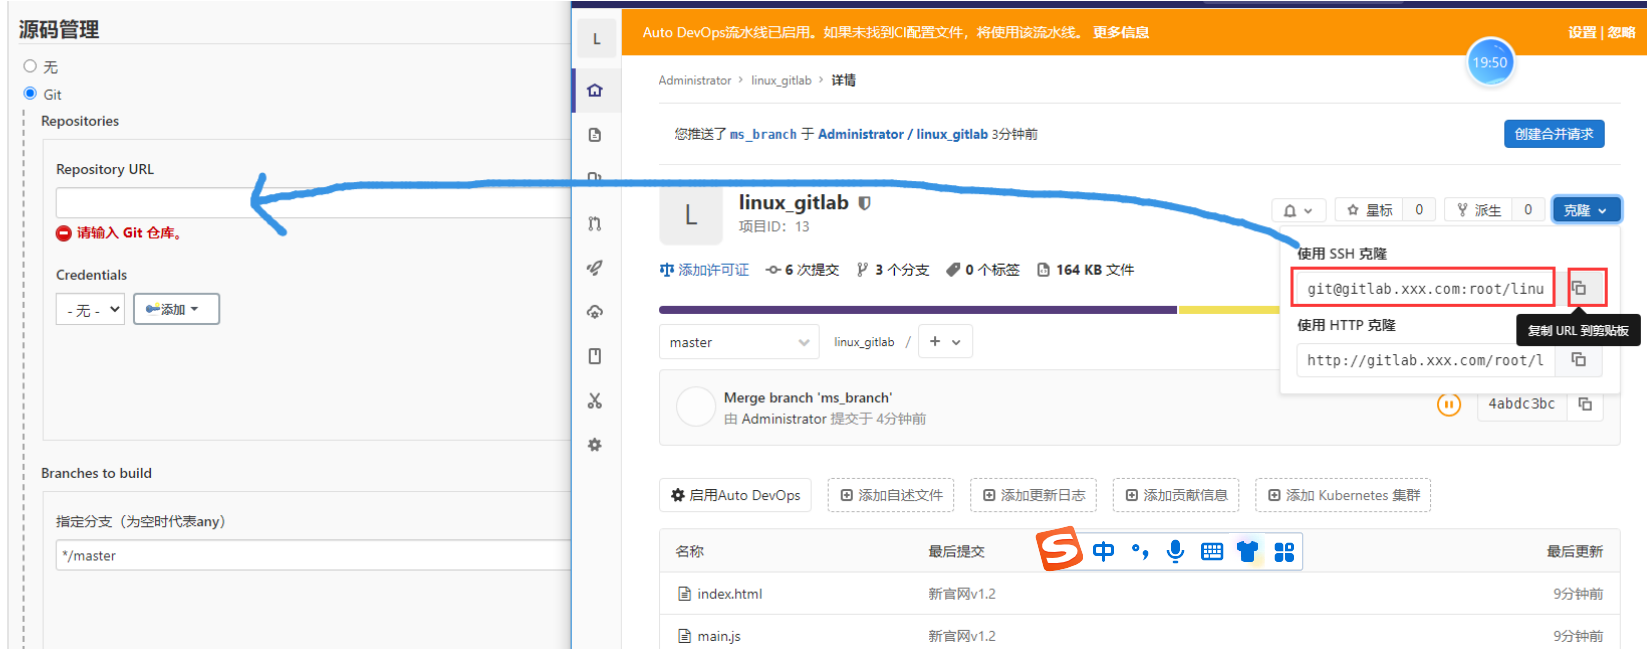 源码管理
无
Git
Repositories
Repository URL
请输入 Git 仓库。
Credentials
- 无 -
添加
Branches to build
指定分支（为空时代表any）
*/master
L
Auto DevOps流水线已启用。如果未找到CI配置文件，将使用该流水线。 更多信息
设置 | 忽略
19:50
Administrator › linux_gitlab › 详情
您推送了 ms_branch 于 Administrator / linux_gitlab 3分钟前
创建合并请求
L
linux_gitlab
项目ID：13
星标 0
派生 0
克隆
添加许可证
6 次提交
3 个分支
0 个标签
164 KB 文件
使用 SSH 克隆
git@gitlab.xxx.com:root/linu
复制 URL 到剪贴板
使用 HTTP 克隆
http://gitlab.xxx.com/root/l
master
linux_gitlab /
+
Merge branch 'ms_branch'
由 Administrator 提交于 4分钟前
4abdc3bc
启用Auto DevOps
添加自述文件
添加更新日志
添加贡献信息
添加 Kubernetes 集群
名称 最后提交 最后更新
S 中 °,
index.html 新官网v1.2 9分钟前
main.js 新官网v1.2 9分钟前